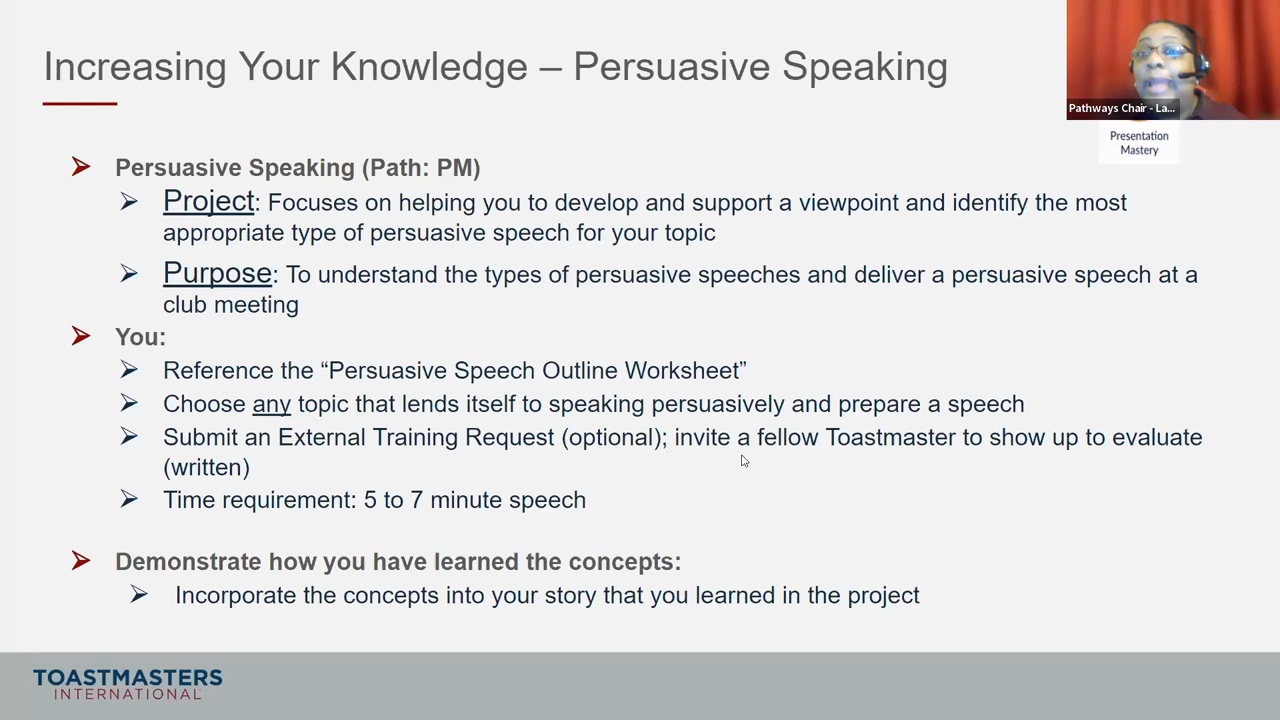 Increasing Your Knowledge – Persuasive Speaking
Pathways Chair - La...
Presentation
Mastery
Persuasive Speaking (Path: PM)
Project: Focuses on helping you to develop and support a viewpoint and identify the most
appropriate type of persuasive speech for your topic
Purpose: To understand the types of persuasive speeches and deliver a persuasive speech at a
club meeting
You:
Reference the “Persuasive Speech Outline Worksheet”
Choose any topic that lends itself to speaking persuasively and prepare a speech
Submit an External Training Request (optional); invite a fellow Toastmaster to show up to evaluate
(written)
Time requirement: 5 to 7 minute speech
Demonstrate how you have learned the concepts:
Incorporate the concepts into your story that you learned in the project
TOASTMASTERS
INTERNATIONAL